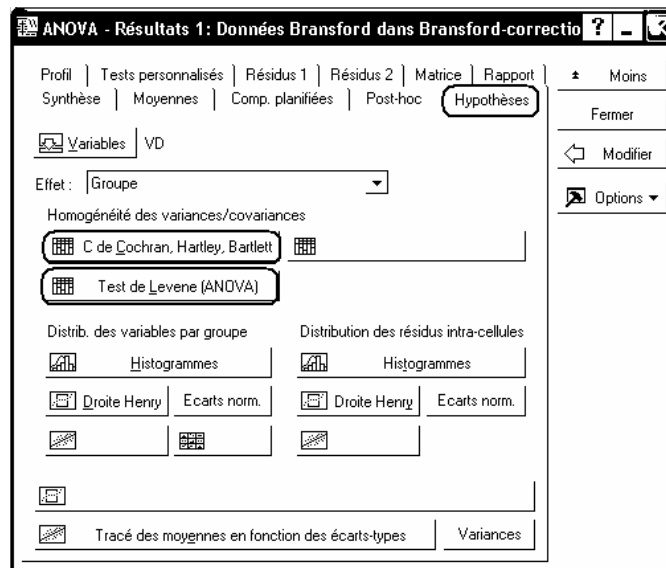 ANOVA - Résultats 1: Données Bransford dans Bransford-correctio ? _
Profil Tests personnalisés Résidus 1 Résidus 2 Matrice Rapport
Moins
Synthèse Moyennes Comp. planifiées Post-hoc Hypothèses
Fermer
Variables VD
Modifier
Effet : Groupe
Options
Homogénéité des variances/covariances
C de Cochran, Hartley, Bartlett
Test de Levene (ANOVA)
Distrib. des variables par groupe
Distribution des résidus intra-cellules
Histogrammes
Histogrammes
Droite Henry Ecarts norm.
Droite Henry Ecarts norm.
Tracé des moyennes en fonction des écarts-types
Variances